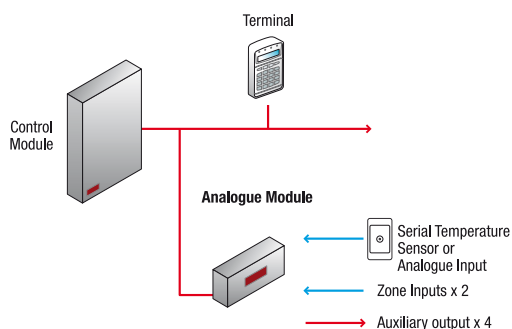 Terminal
Control
Module
Analogue Module
Serial Temperature
Sensor or
Analogue Input
Zone Inputs x 2
Auxiliary output x 4